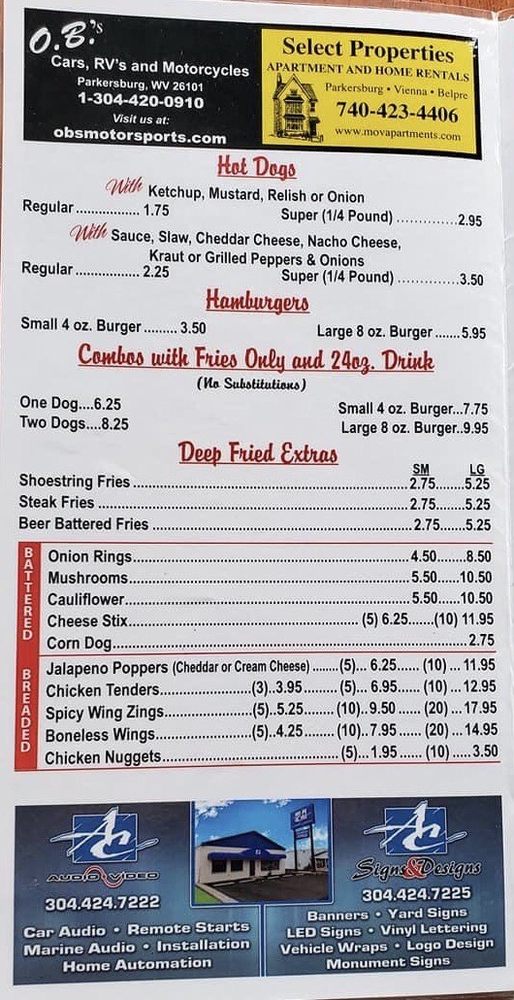 O.B.'s
Cars, RV's and Motorcycles
Parkersburg, WV 26101
1-304-420-0910
Visit us at:
obsmotorsports.com
Select Properties
APARTMENT AND HOME RENTALS
Parkersburg • Vienna • Belpre
740-423-4406
www.movapartments.com
Hot Dogs
With Ketchup, Mustard, Relish or Onion
Regular ................. 1.75 Super (1/4 Pound) .............2.95
With Sauce, Slaw, Cheddar Cheese, Nacho Cheese,
Kraut or Grilled Peppers & Onions
Regular ................. 2.25 Super (1/4 Pound) .............3.50
Hamburgers
Small 4 oz. Burger ......... 3.50 Large 8 oz. Burger .......5.95
Combos with Fries Only and 24oz. Drink
(No Substitutions)
One Dog....6.25 Small 4 oz. Burger...7.75
Two Dogs....8.25 Large 8 oz. Burger..9.95
Deep Fried Extras
SM LG
Shoestring Fries ..........2.75......5.25
Steak Fries ..........2.75......5.25
Beer Battered Fries ..........2.75......5.25
BATTERED
Onion Rings..........4.50.......8.50
Mushrooms..........5.50.....10.50
Cauliflower..........5.50.....10.50
Cheese Stix..........(5) 6.25......(10) 11.95
Corn Dog..........2.75
BREADED
Jalapeno Poppers (Cheddar or Cream Cheese) .......(5)... 6.25...... (10) ... 11.95
Chicken Tenders..........(3)..3.95........ (5)... 6.95...... (10) ... 12.95
Spicy Wing Zings..........(5)..5.25........(10)..9.50 ...... (20) ... 17.95
Boneless Wings..........(5)..4.25........(10)..7.95 ...... (20) ... 14.95
Chicken Nuggets..........(5)... 1.95 ...... (10) .....3.50
AC
AUDIO VIDEO
304.424.7222
Car Audio • Remote Starts
Marine Audio • Installation
Home Automation
AC
Signs&Designs
304.424.7225
Banners • Yard Signs
LED Signs • Vinyl Lettering
Vehicle Wraps • Logo Design
Monument Signs